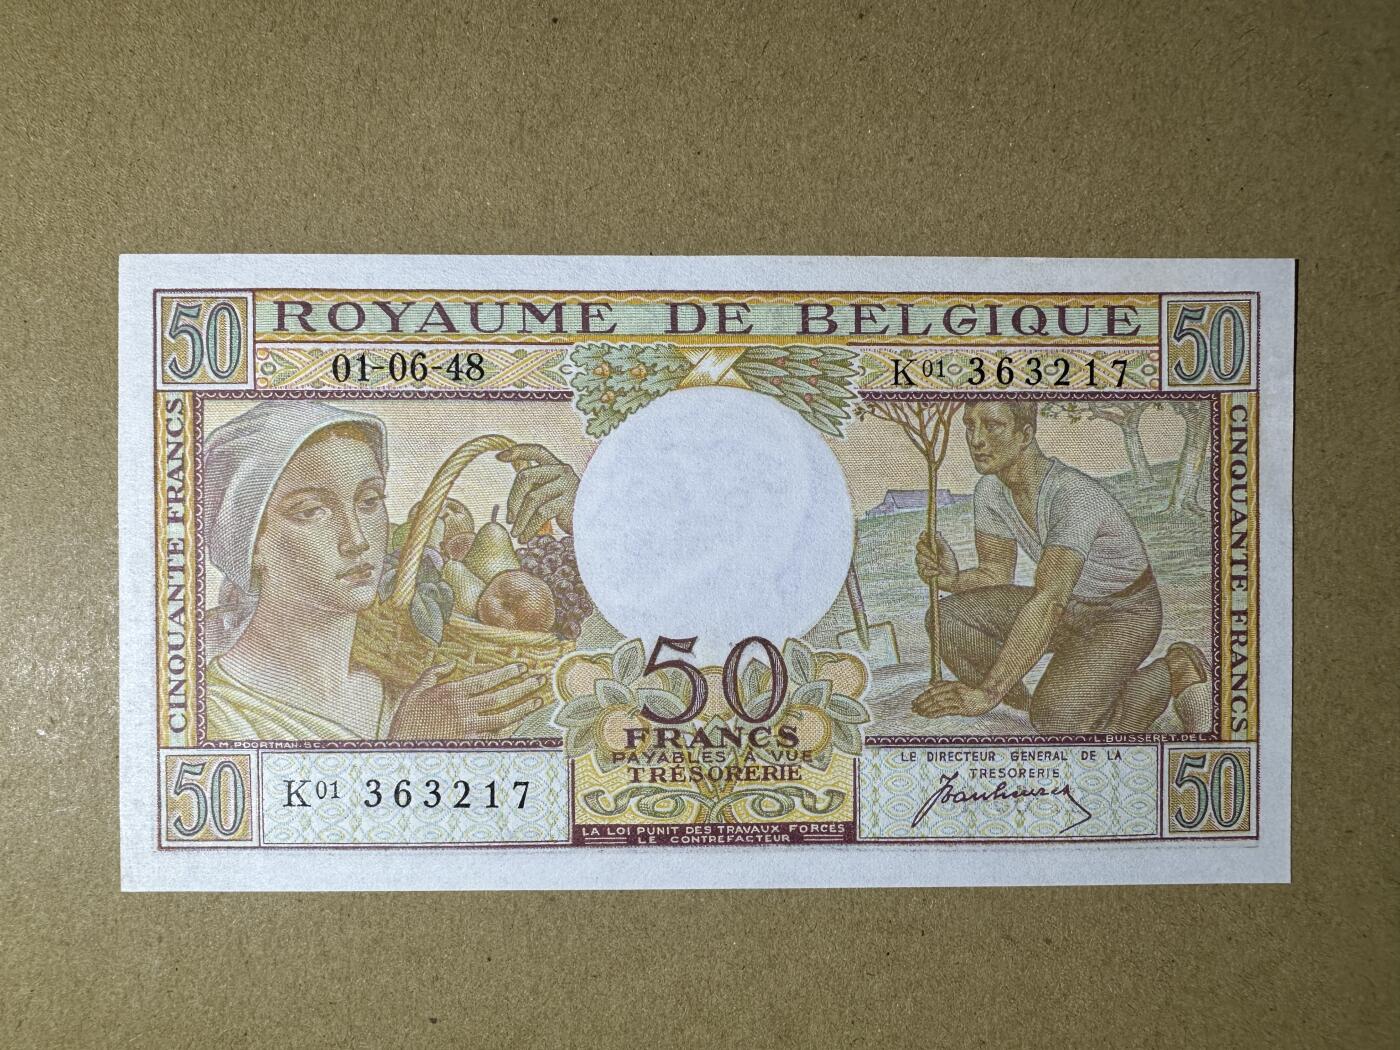 50 ROYAUME DE BELGIQUE 50
01-06-48
K01 363217
CINQUANTE FRANCS
CINQUANTE FRANCS
50
FRANCS
PAYABLES A VUE
TRÉSORERIE
M. POORTMAN. SC.
L. BUISSERET. DEL.
50
K01 363217
LE DIRECTEUR GENERAL DE LA
TRESORERIE
50
LA LOI PUNIT DES TRAVAUX FORCÉS
LE CONTREFACTEUR